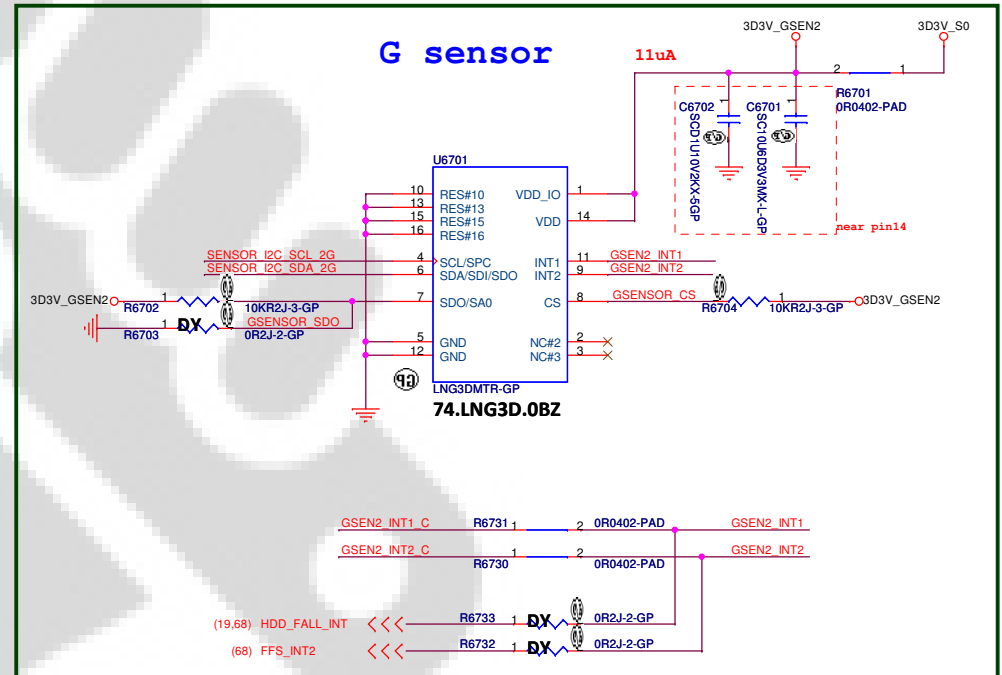 G sensor
11uA
3D3V_GSEN2
3D3V_S0
2
1
R6701
0R0402-PAD
C6702
1
SCD1U10V2KX-5GP
C6701
1
SC10U6D3V3MX-L-GP
near pin14
U6701
10
RES#10
VDD_IO
1
13
RES#13
15
RES#15
VDD
14
16
RES#16
SENSOR_I2C_SCL_2G
4
SCL/SPC
INT1
11
GSEN2_INT1
SENSOR_I2C_SDA_2G
6
SDA/SDI/SDO
INT2
9
GSEN2_INT2
3D3V_GSEN2
1
R6702
10KR2J-3-GP
7
SDO/SA0
CS
8
GSENSOR_CS
R6704
1
10KR2J-3-GP
3D3V_GSEN2
1
R6703
DY
GSENSOR_SDO
0R2J-2-GP
5
GND
NC#2
2
12
GND
NC#3
3
GP
LNG3DMTR-GP
74.LNG3D.0BZ
GSEN2_INT1_C
R6731
1
2
0R0402-PAD
GSEN2_INT1
GSEN2_INT2_C
R6730
1
2
0R0402-PAD
GSEN2_INT2
(19,68)
HDD_FALL_INT
R6733
1
DY
0R2J-2-GP
(68)
FFS_INT2
R6732
1
DY
0R2J-2-GP